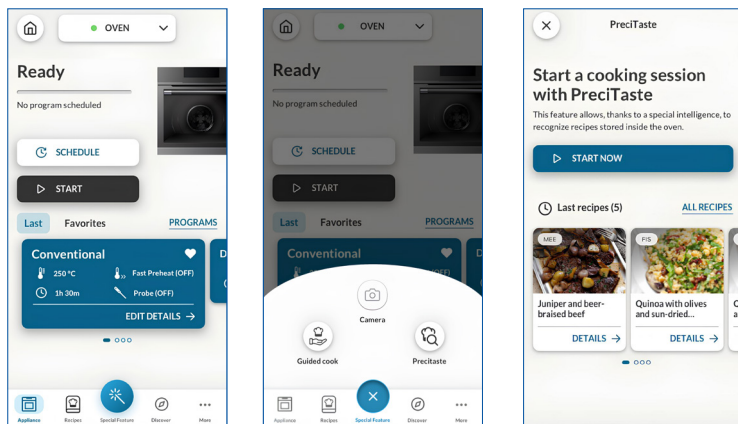 OVEN
Ready
No program scheduled
SCHEDULE
START
Last Favorites PROGRAMS
Conventional D
250 °C Fast Preheat (OFF)
1h 30m Probe (OFF)
EDIT DETAILS →
Appliance Recipes Special Feature Discover More
OVEN
Ready
No program scheduled
SCHEDULE
START
Last Favorites PROGRAMS
Conventional D
250 °C (OFF)
Camera
Guided cook Precitaste
Appliance Recipes Special Feature Discover More
PreciTaste
Start a cooking session
with PreciTaste
This feature allows, thanks to a special intelligence, to
recognize recipes stored inside the oven.
START NOW
Last recipes (5) ALL RECIPES
MEE FIS
Juniper and beer- Quinoa with olives
braised beef and sun-dried...
DETAILS → DETAILS →